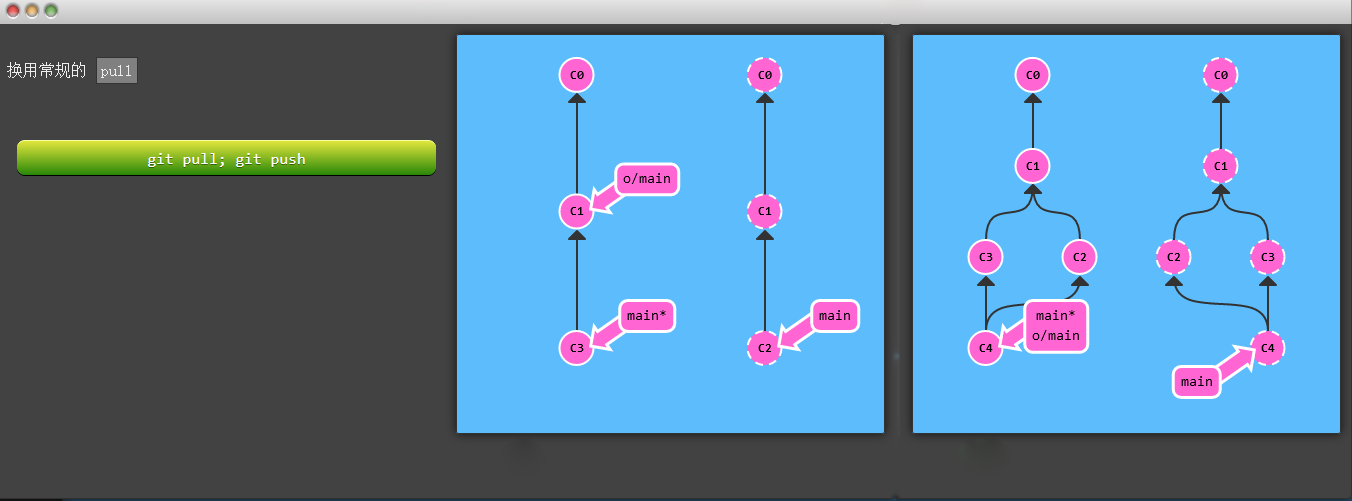 换用常规的 pull
git pull; git push
C0
C0
o/main
C1
C1
main*
main
C3
C2
C0
C0
C1
C1
C3
C2
C2
C3
main*
o/main
C4
C4
main